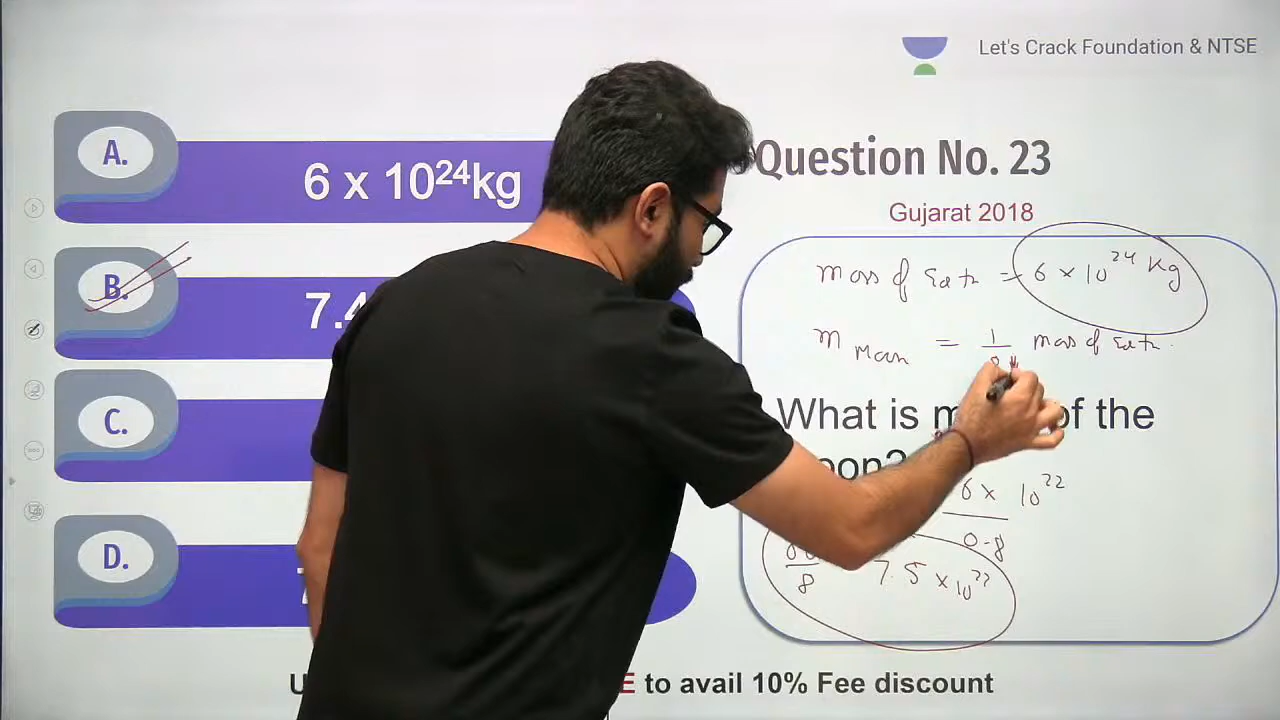 Let's Crack Foundation & NTSE
A.
6 x 10²⁴kg
B.
7.4
C.
D.
Question No. 23
Gujarat 2018
mass of Earth = 6 × 10²⁴ kg
m = 1/ mass of Earth.
What is of the
6 × 10²²
0.8
8
7.5 × 10²²
to avail 10% Fee discount